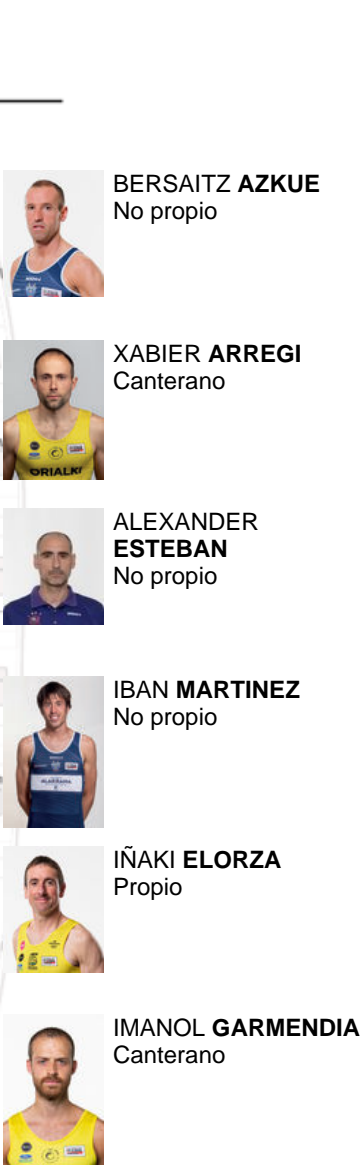 BERSAITZ AZKUE
No propio
XABIER ARREGI
Canterano
ORIALKI
ALEXANDER
ESTEBAN
No propio
IBAN MARTINEZ
No propio
IÑAKI ELORZA
Propio
IMANOL GARMENDIA
Canterano